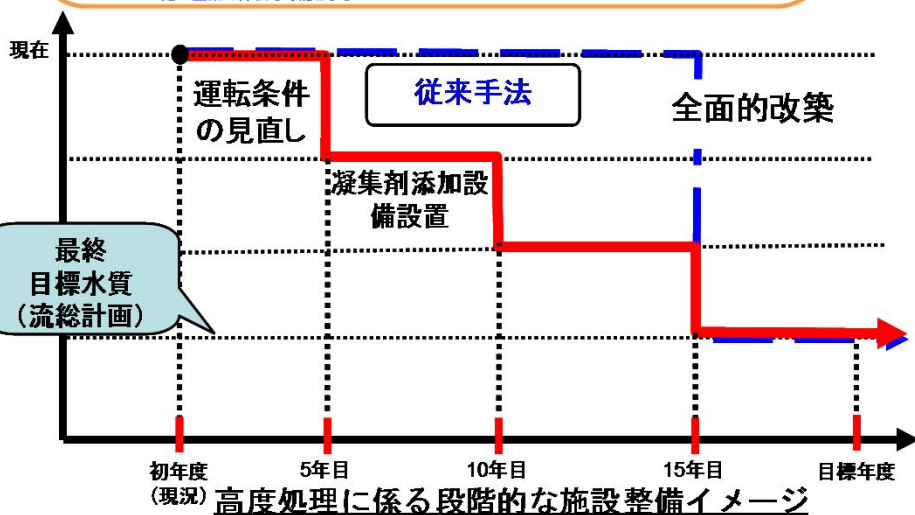 現在
運転条件
の見直し
従来手法
全面的改築
凝集剤添加設
備設置
最終
目標水質
(流総計画)
初年度
(現況)
5年目
10年目
15年目
目標年度
高度処理に係る段階的な施設整備イメージ